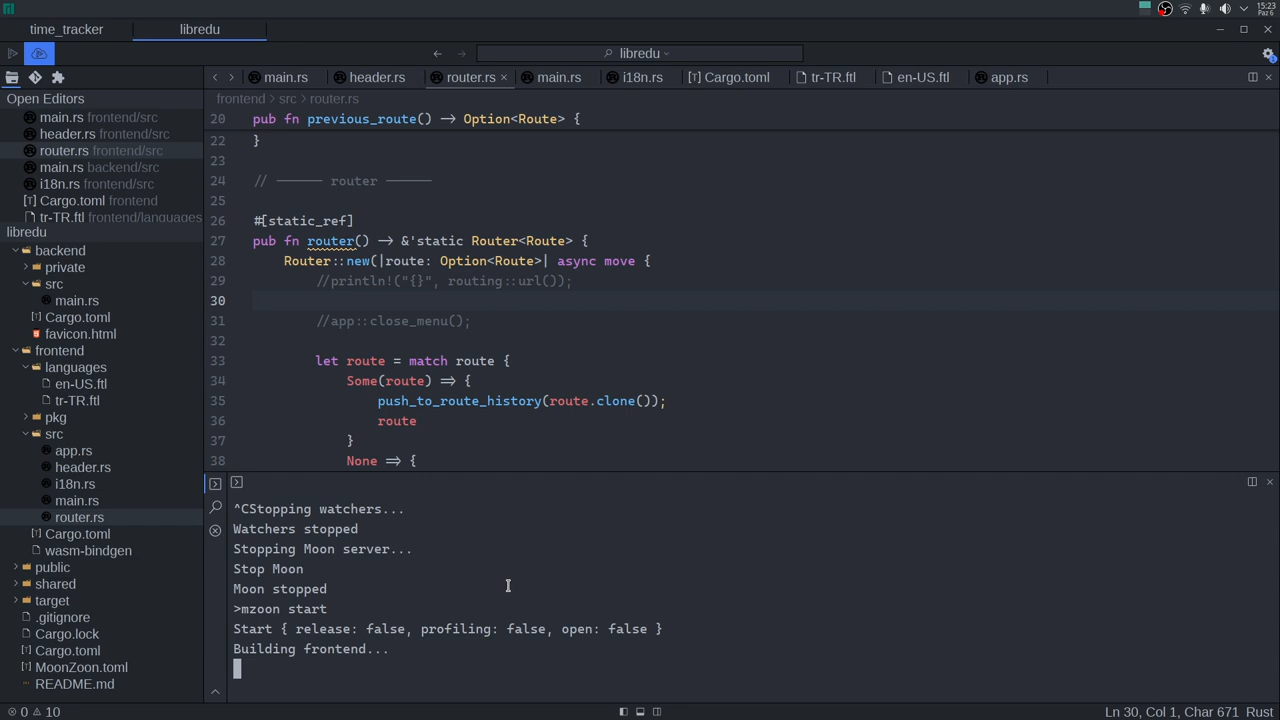 15:23
Paz 6
time_tracker
libredu
libredu
main.rs
header.rs
router.rs
main.rs
i18n.rs
Cargo.toml
tr-TR.ftl
en-US.ftl
app.rs
Open Editors
main.rs frontend/src
header.rs frontend/src
router.rs frontend/src
main.rs backend/src
i18n.rs frontend/src
Cargo.toml frontend
tr-TR.ftl frontend/languages
libredu
backend
private
src
main.rs
Cargo.toml
favicon.html
frontend
languages
en-US.ftl
tr-TR.ftl
pkg
src
app.rs
header.rs
i18n.rs
main.rs
router.rs
Cargo.toml
wasm-bindgen
public
shared
target
.gitignore
Cargo.lock
Cargo.toml
MoonZoon.toml
README.md
frontend > src > router.rs
20 pub fn previous_route() -> Option<Route> {
22 }
23
24 // ------ router ------
25
26 #[static_ref]
27 pub fn router() -> &'static Router<Route> {
28 Router::new(|route: Option<Route>| async move {
29 //println!("{}", routing::url());
30
31 //app::close_menu();
32
33 let route = match route {
34 Some(route) => {
35 push_to_route_history(route.clone());
36 route
37 }
38 None => {
^CStopping watchers...
Watchers stopped
Stopping Moon server...
Stop Moon
Moon stopped
>mzoon start
Start { release: false, profiling: false, open: false }
Building frontend...
0 10
Ln 30, Col 1, Char 671 Rust